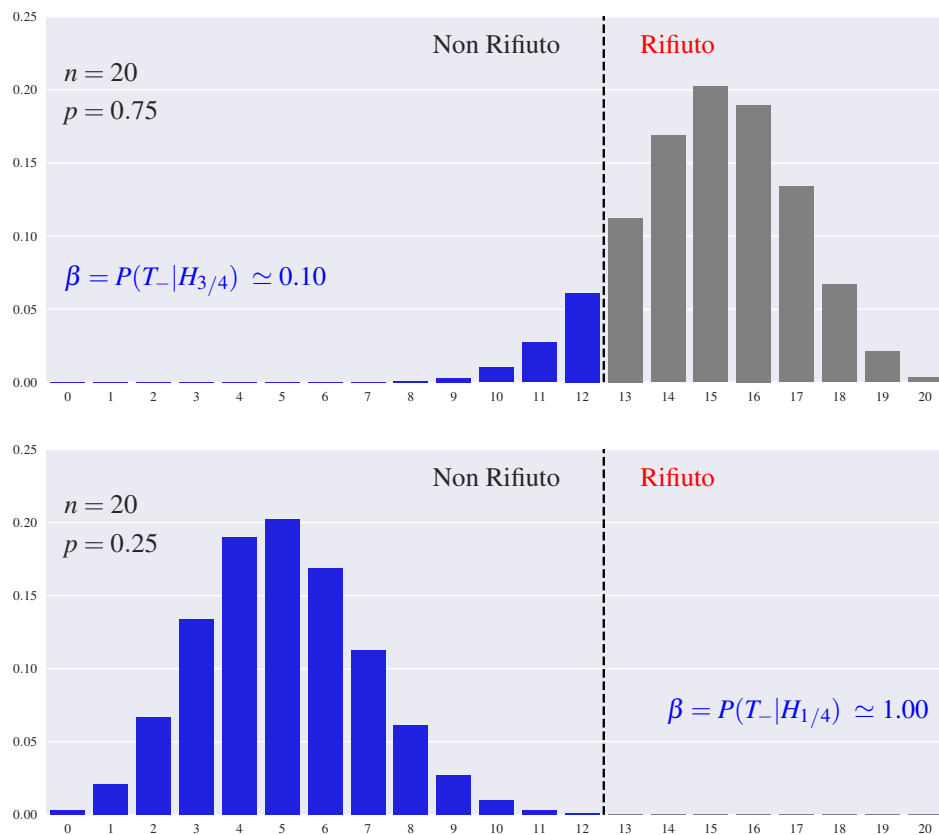 0.25
Non Rifiuto Rifiuto
n = 20
0.20
p = 0.75
0.15
0.10
β = P(T₋|H₃/₄) ≃ 0.10
0.05
0.00
0 1 2 3 4 5 6 7 8 9 10 11 12 13 14 15 16 17 18 19 20
0.25
Non Rifiuto Rifiuto
n = 20
0.20
p = 0.25
0.15
0.10
β = P(T₋|H₁/₄) ≃ 1.00
0.05
0.00
0 1 2 3 4 5 6 7 8 9 10 11 12 13 14 15 16 17 18 19 20